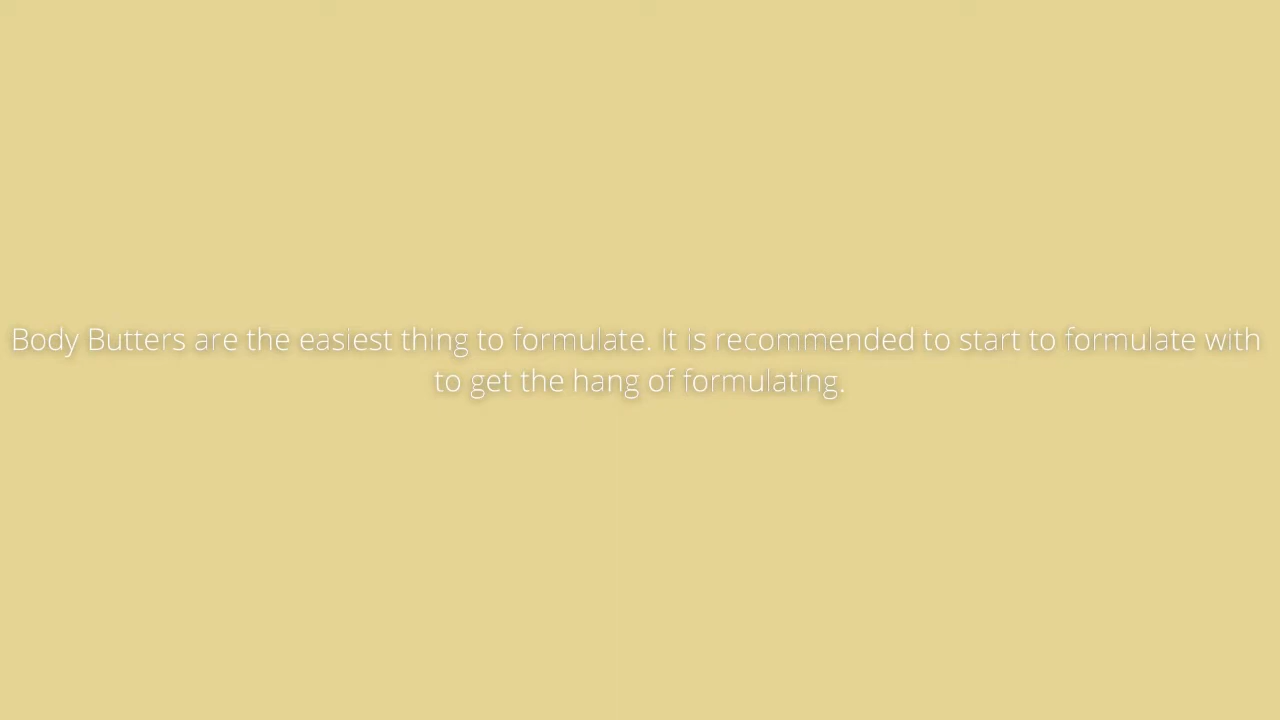 Body Butters are the easiest thing to formulate. It is recommended to start to formulate with
to get the hang of formulating.